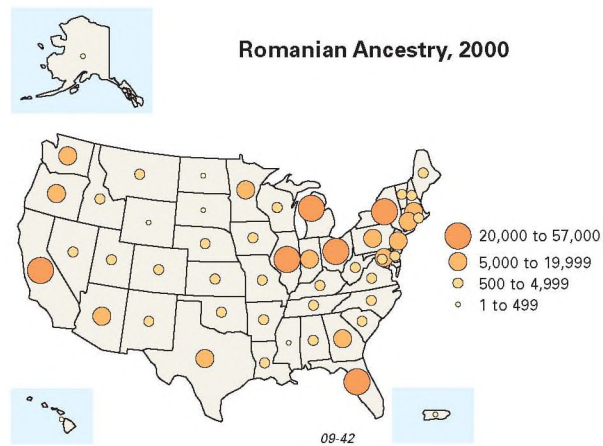 Romanian Ancestry, 2000
20,000 to 57,000
5,000 to 19,999
500 to 4,999
1 to 499
09-42